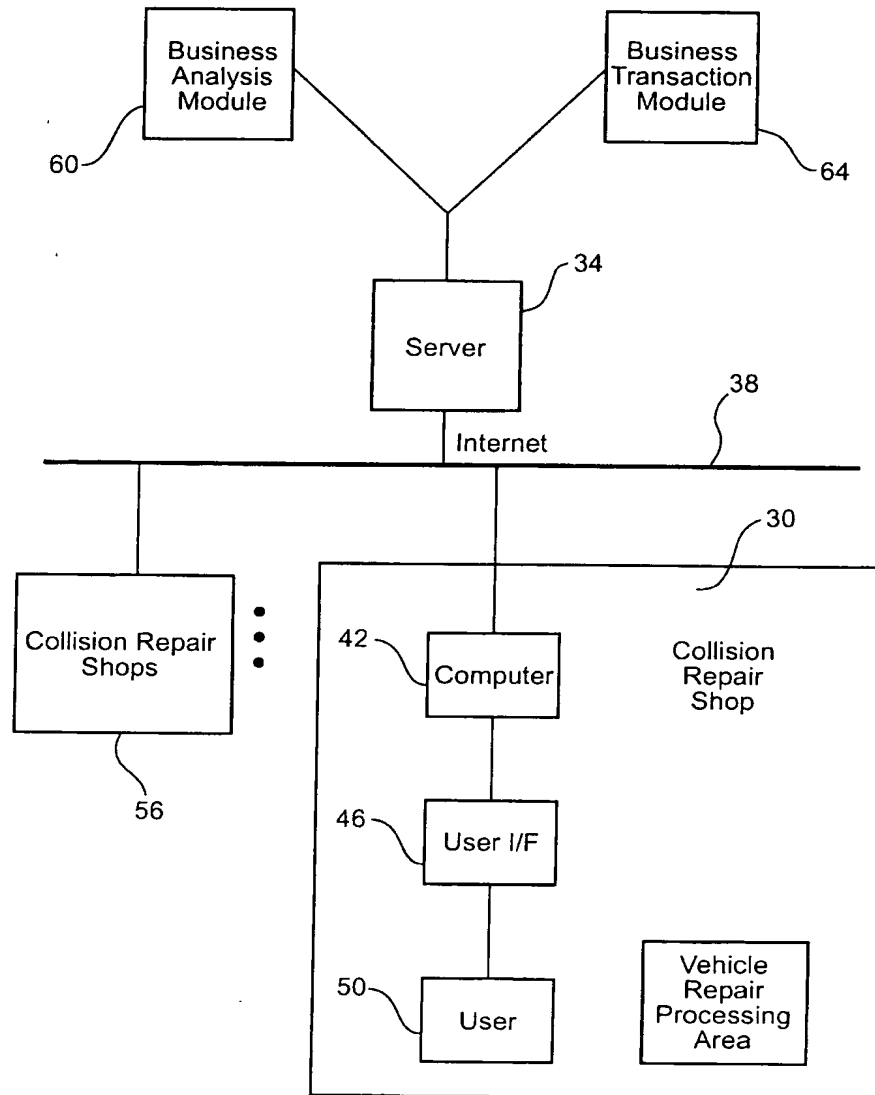 Business
Analysis
Module
Business
Transaction
Module
60
64
34
Server
38
Internet
30
Collision Repair
Shops
42
Computer
Collision
Repair
Shop
56
46
User I/F
50
User
Vehicle
Repair
Processing
Area